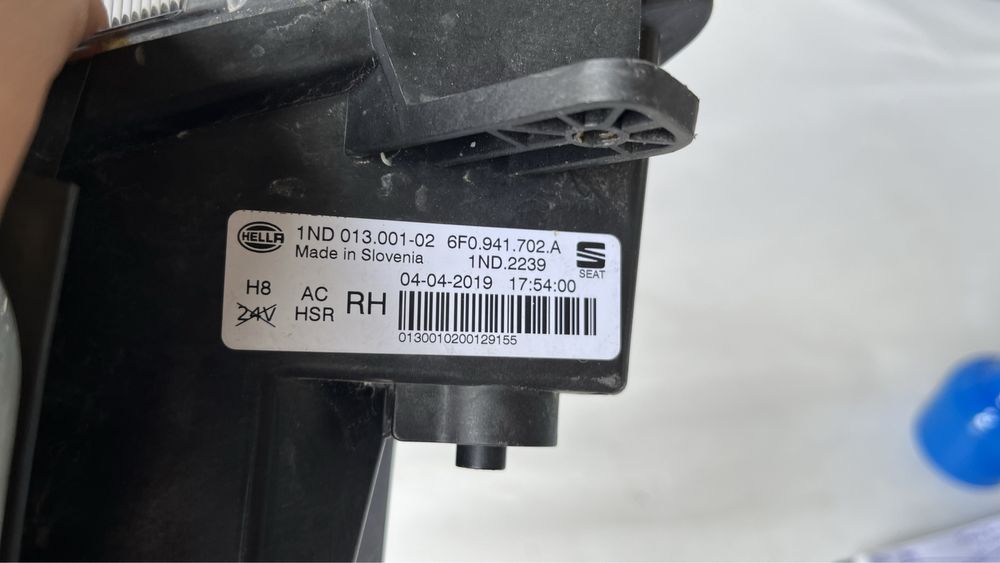 HELLA
1ND 013.001-02 6F0.941.702.A
Made in Slovenia 1ND.2239
SEAT
04-04-2019 17:54:00
H8 AC RH
24V HSR
0130010200129155